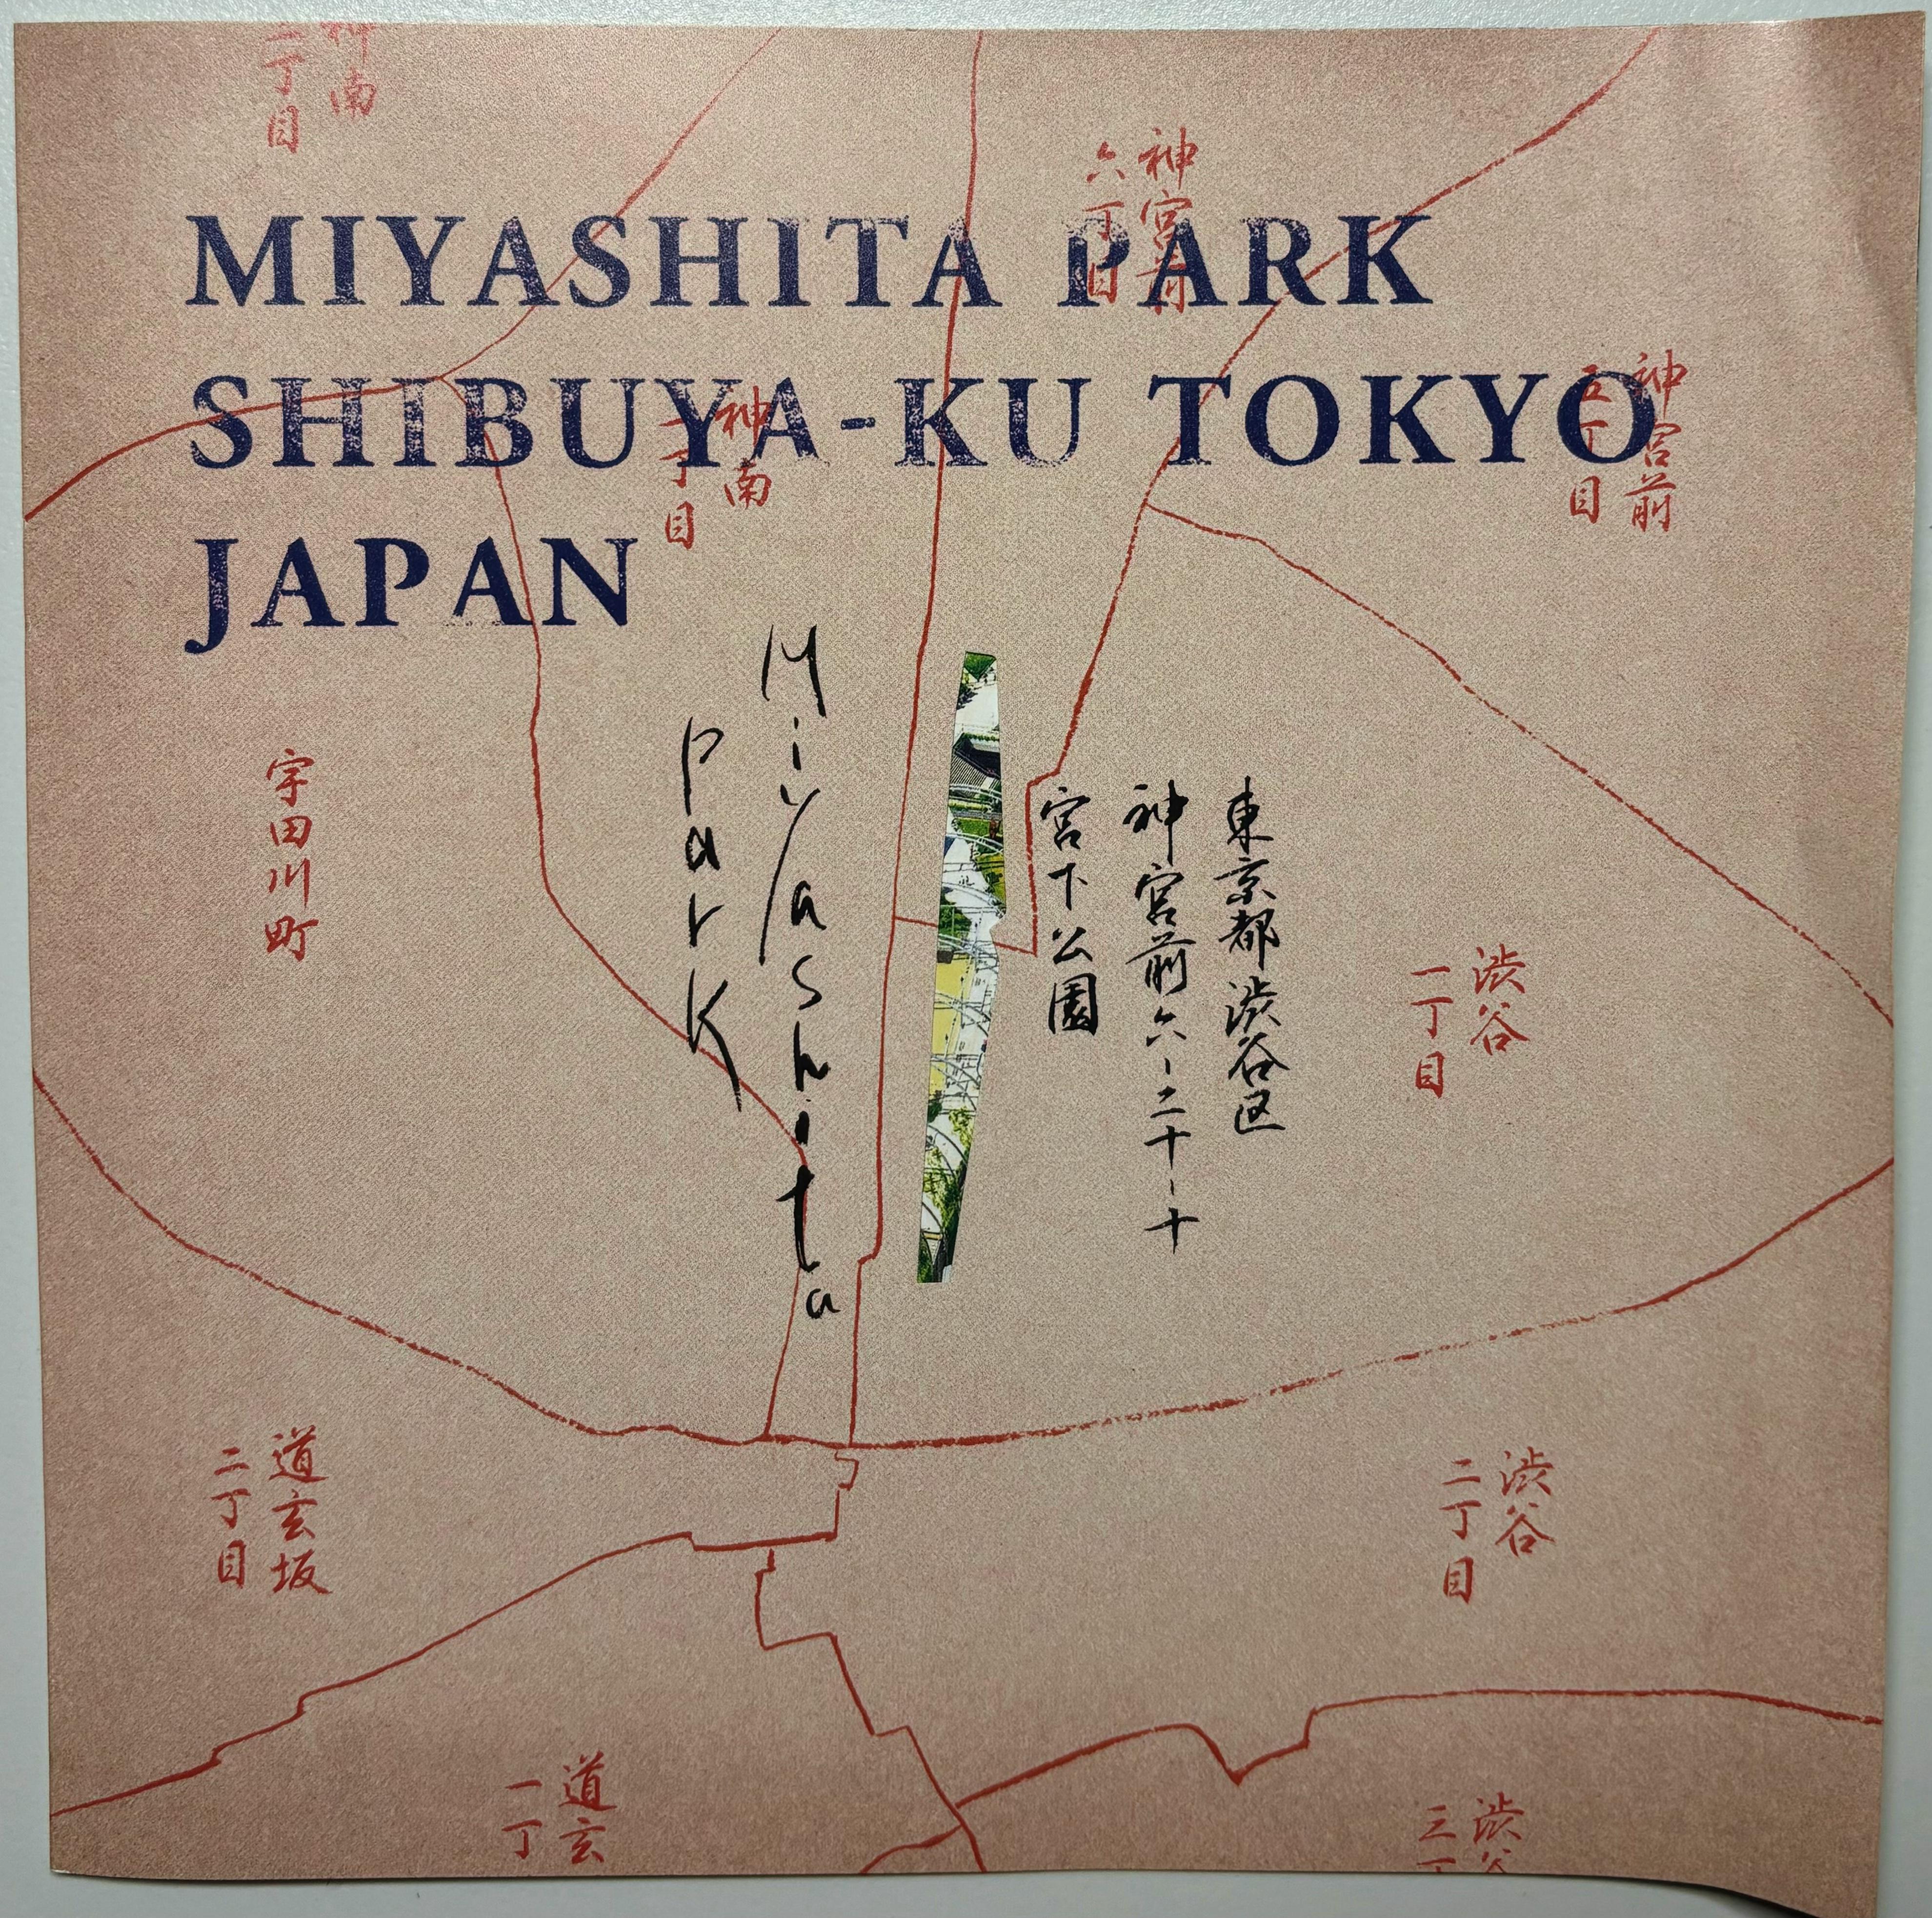 MIYASHITA PARK
SHIBUYA-KU TOKYO
JAPAN
神南
二丁目
神宮前
六丁目
神宮前
五丁目
神南
一丁目
Miyashita
Park
東京都渋谷区
神宮前六-二十-十
宮下公園
宇田川町
渋谷
一丁目
道玄坂
二丁目
渋谷
二丁目
道玄
一丁
渋谷
三丁